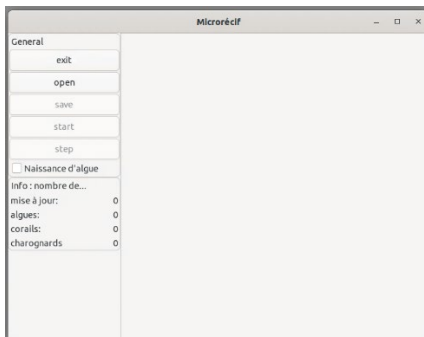 Microrécif
General
exit
open
save
start
step
Naissance d'algue
Info : nombre de...
mise à jour: 0
algues: 0
corails: 0
charognards 0